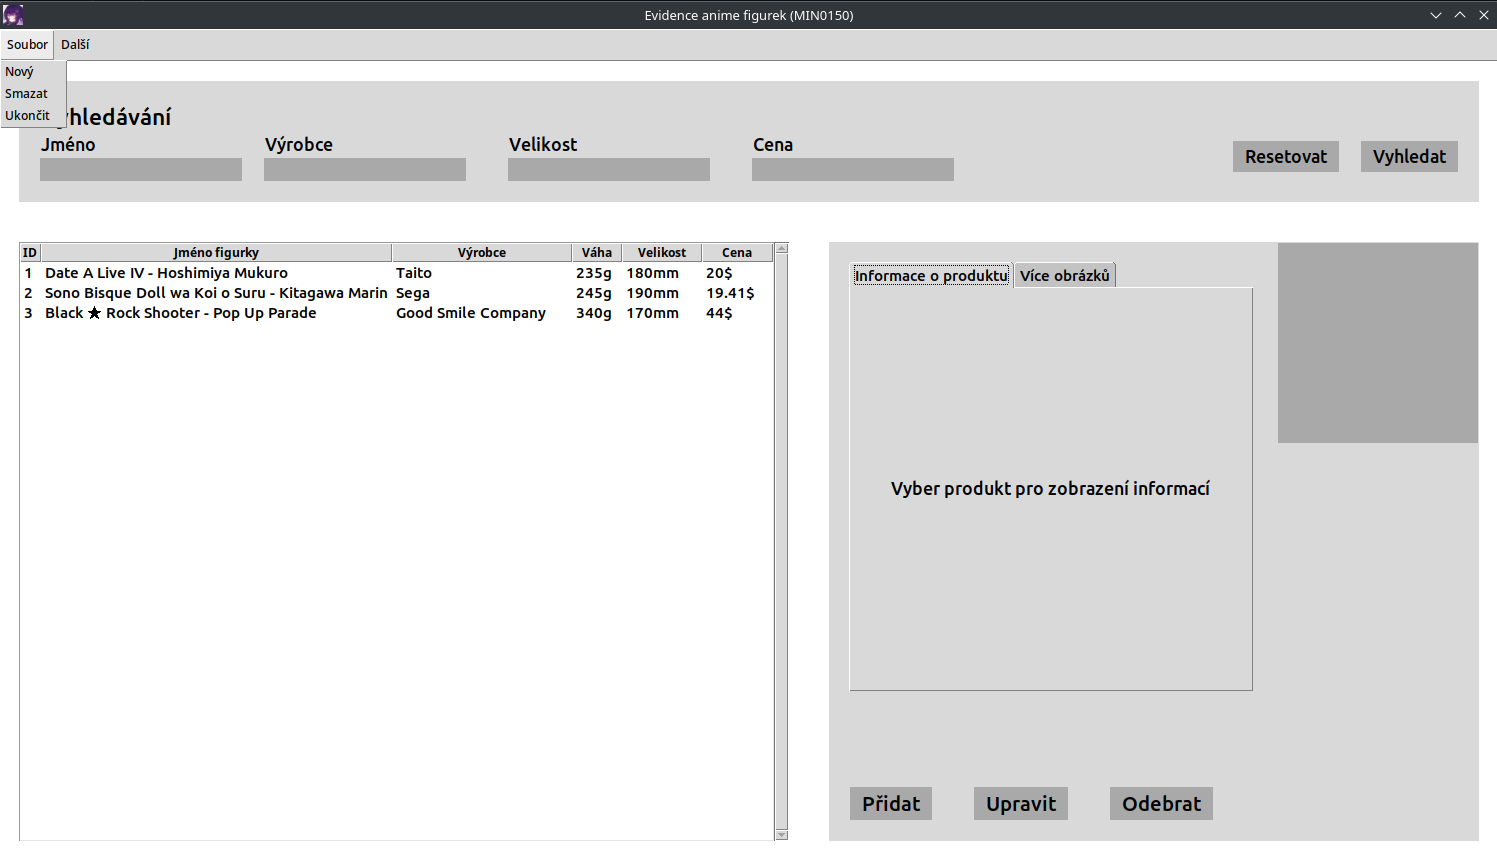 Evidence anime figurek (MIN0150)
Soubor Další
Nový
Smazat
Ukončit
yhledávání
Jméno Výrobce Velikost Cena
Resetovat Vyhledat
ID Jméno figurky Výrobce Váha Velikost Cena
1 Date A Live IV - Hoshimiya Mukuro Taito 235g 180mm 20$
2 Sono Bisque Doll wa Koi o Suru - Kitagawa Marin Sega 245g 190mm 19.41$
3 Black ★ Rock Shooter - Pop Up Parade Good Smile Company 340g 170mm 44$
Informace o produktu Více obrázků
Vyber produkt pro zobrazení informací
Přidat Upravit Odebrat